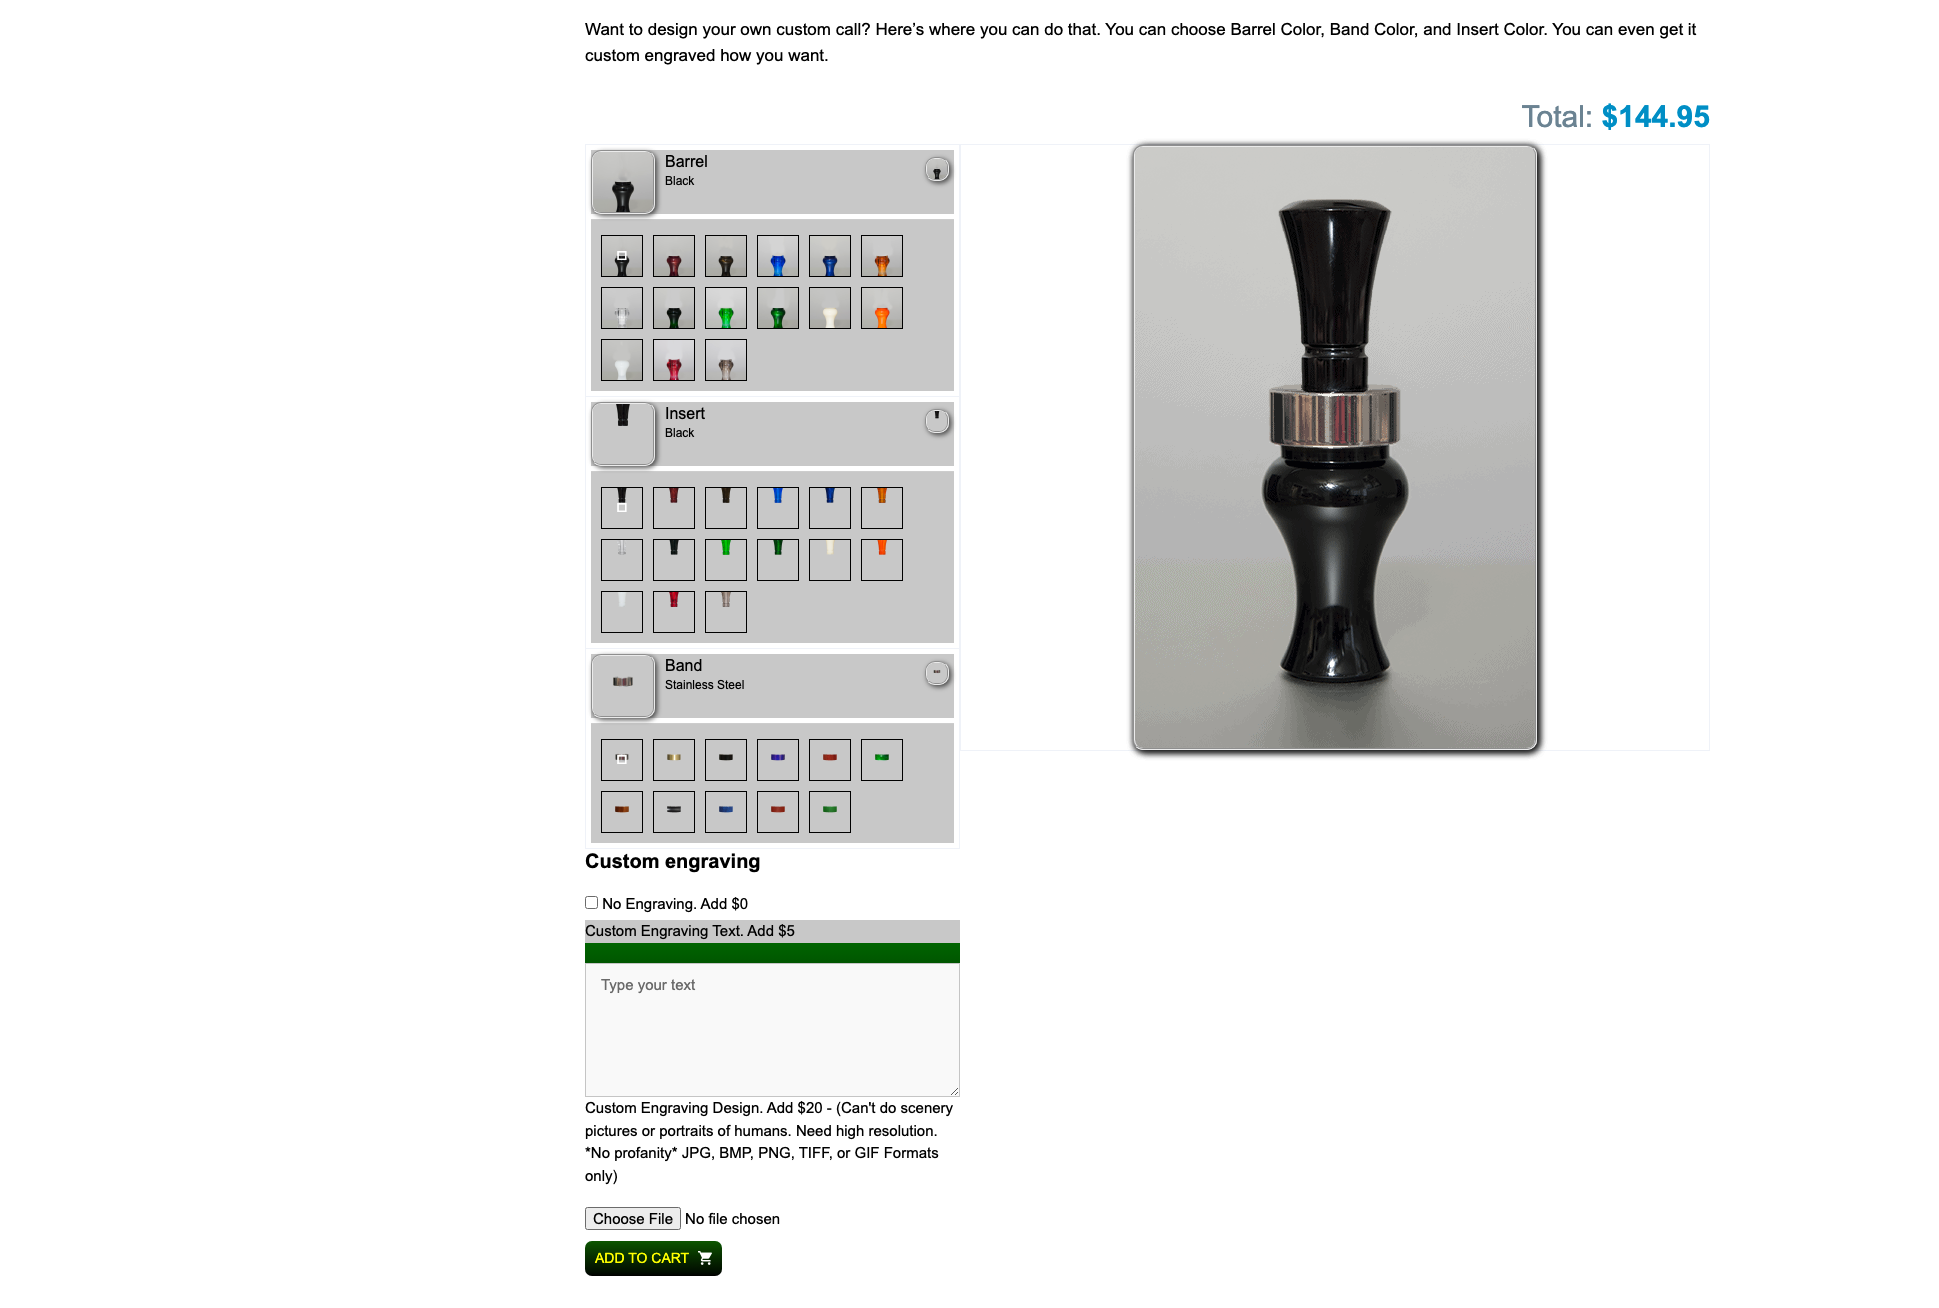 Want to design your own custom call? Here’s where you can do that. You can choose Barrel Color, Band Color, and Insert Color. You can even get it
custom engraved how you want.
Total: $144.95
Barrel
Black
Insert
Black
Band
Stainless Steel
Custom engraving
No Engraving. Add $0
Custom Engraving Text. Add $5
Type your text
Custom Engraving Design. Add $20 - (Can't do scenery
pictures or portraits of humans. Need high resolution.
*No profanity* JPG, BMP, PNG, TIFF, or GIF Formats
only)
Choose File No file chosen
ADD TO CART